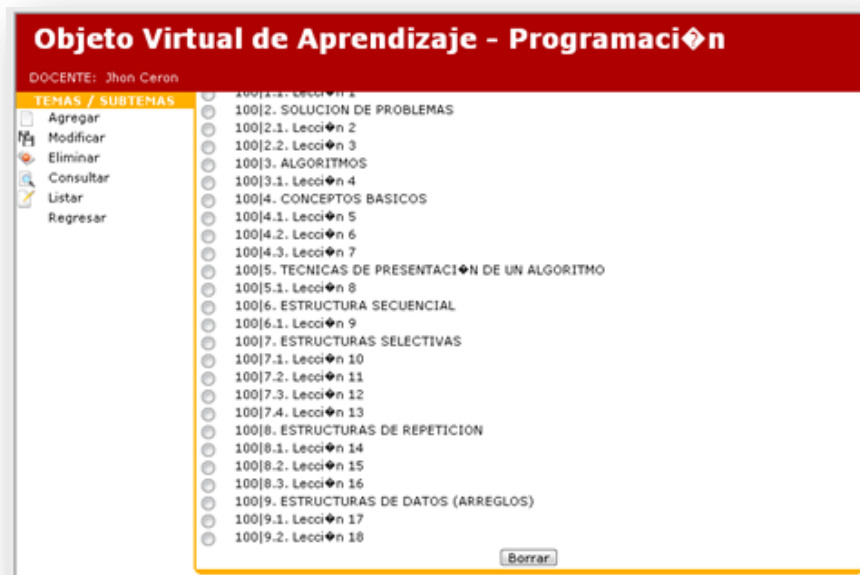 Objeto Virtual de Aprendizaje - Programaci�n
DOCENTE: Jhon Ceron
TEMAS / SUBTEMAS
Agregar
Modificar
Eliminar
Consultar
Listar
Regresar
100|1.1. Lecci�n 1
100|2. SOLUCION DE PROBLEMAS
100|2.1. Lecci�n 2
100|2.2. Lecci�n 3
100|3. ALGORITMOS
100|3.1. Lecci�n 4
100|4. CONCEPTOS BASICOS
100|4.1. Lecci�n 5
100|4.2. Lecci�n 6
100|4.3. Lecci�n 7
100|5. TECNICAS DE PRESENTACI�N DE UN ALGORITMO
100|5.1. Lecci�n 8
100|6. ESTRUCTURA SECUENCIAL
100|6.1. Lecci�n 9
100|7. ESTRUCTURAS SELECTIVAS
100|7.1. Lecci�n 10
100|7.2. Lecci�n 11
100|7.3. Lecci�n 12
100|7.4. Lecci�n 13
100|8. ESTRUCTURAS DE REPETICION
100|8.1. Lecci�n 14
100|8.2. Lecci�n 15
100|8.3. Lecci�n 16
100|9. ESTRUCTURAS DE DATOS (ARREGLOS)
100|9.1. Lecci�n 17
100|9.2. Lecci�n 18
Borrar